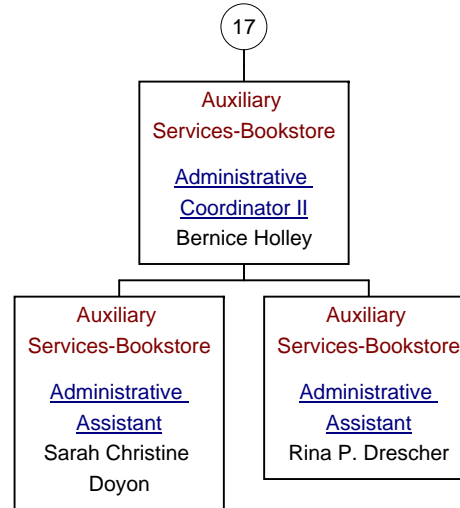 17
Auxiliary
Services-Bookstore
Administrative
Coordinator II
Bernice Holley
Auxiliary
Services-Bookstore
Administrative
Assistant
Sarah Christine
Doyon
Auxiliary
Services-Bookstore
Administrative
Assistant
Rina P. Drescher